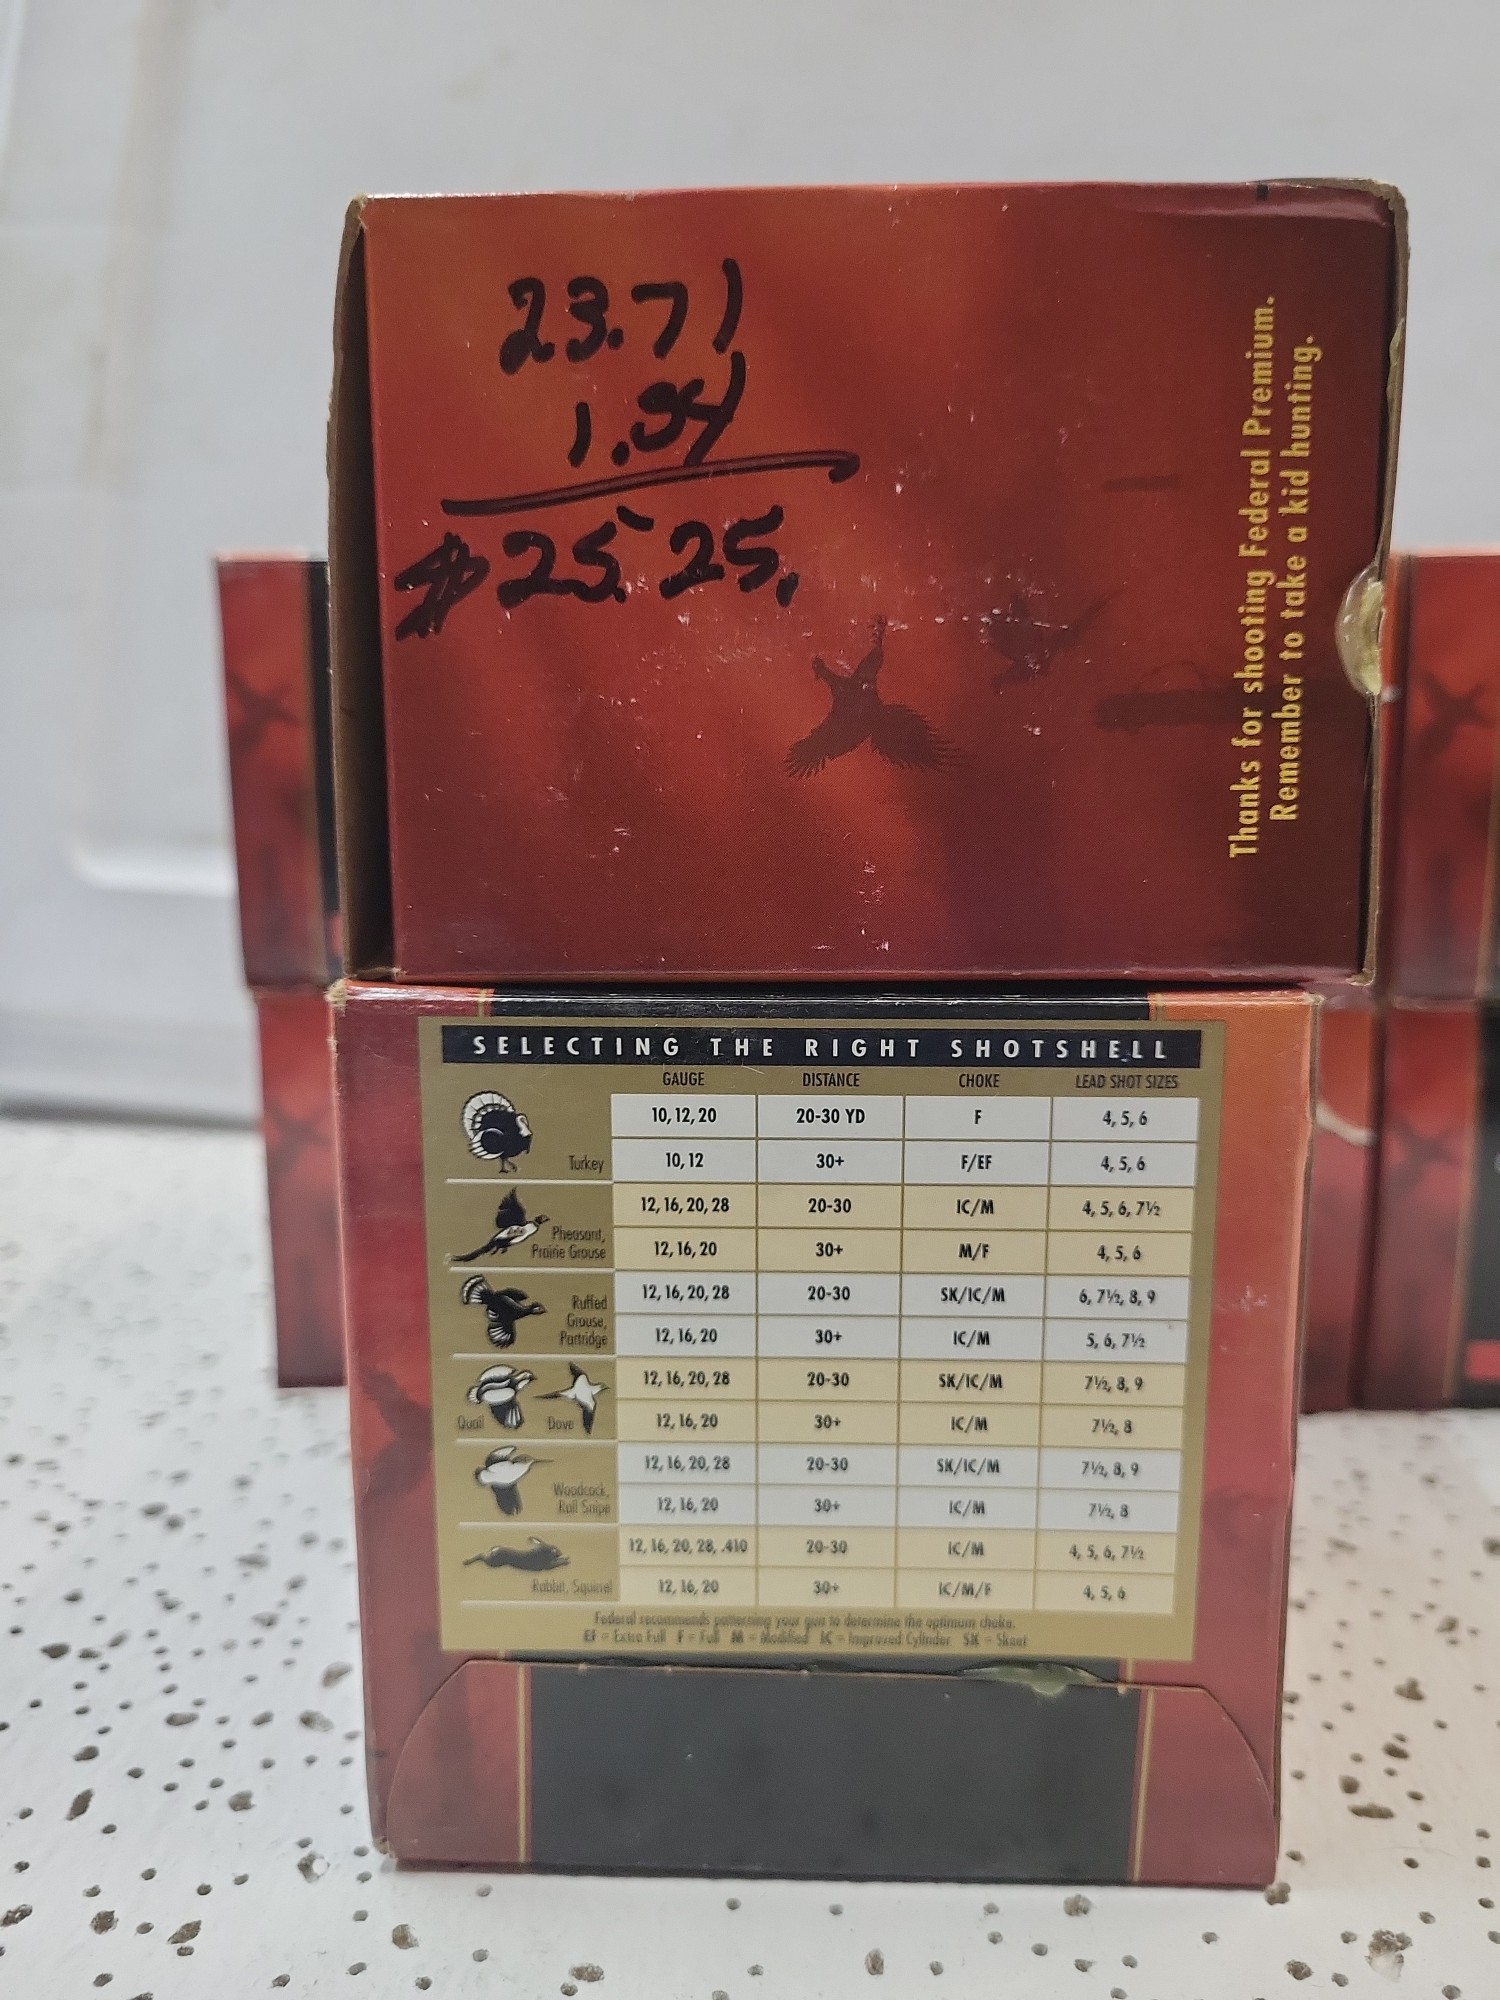 23.71
1.54
$25.25.
Thanks for shooting Federal Premium.
Remember to take a kid hunting.
SELECTING THE RIGHT SHOTSHELL
GAUGE DISTANCE CHOKE LEAD SHOT SIZES
10, 12, 20 20-30 YD F 4, 5, 6
Turkey 10, 12 30+ F/EF 4, 5, 6
12, 16, 20, 28 20-30 IC/M 4, 5, 6, 7½
Pheasant,
Prairie Grouse 12, 16, 20 30+ M/F 4, 5, 6
12, 16, 20, 28 20-30 SK/IC/M 6, 7½, 8, 9
Ruffed
Grouse,
Partridge 12, 16, 20 30+ IC/M 5, 6, 7½
12, 16, 20, 28 20-30 SK/IC/M 7½, 8, 9
Quail Dove 12, 16, 20 30+ IC/M 7½, 8
12, 16, 20, 28 20-30 SK/IC/M 7½, 8, 9
Woodcock,
Rail Snipe 12, 16, 20 30+ IC/M 7½, 8
12, 16, 20, 28, .410 20-30 IC/M 4, 5, 6, 7½
Rabbit, Squirrel 12, 16, 20 30+ IC/M/F 4, 5, 6
Federal recommends patterning your gun to determine the optimum choke.
EF = Extra Full F = Full M = Modified IC = Improved Cylinder SK = Skeet